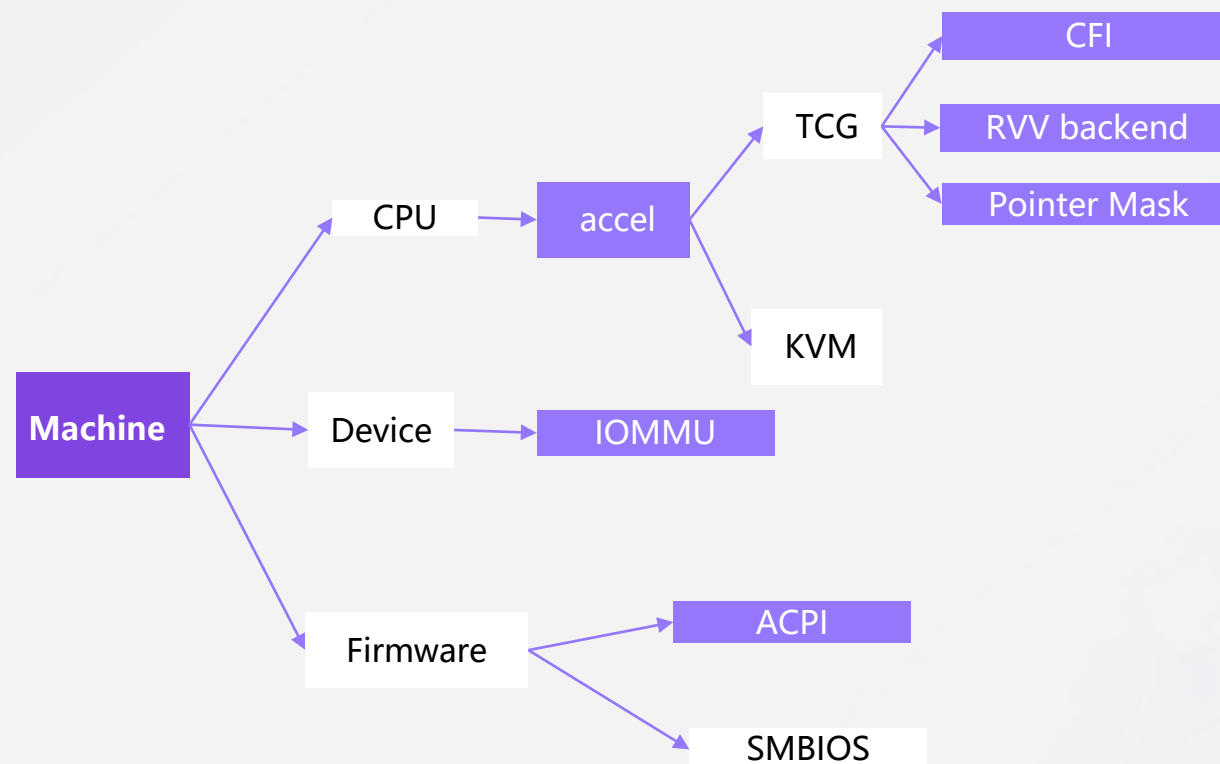 CFI
TCG
RVV backend
Pointer Mask
CPU
accel
KVM
Machine
Device
IOMMU
ACPI
Firmware
SMBIOS